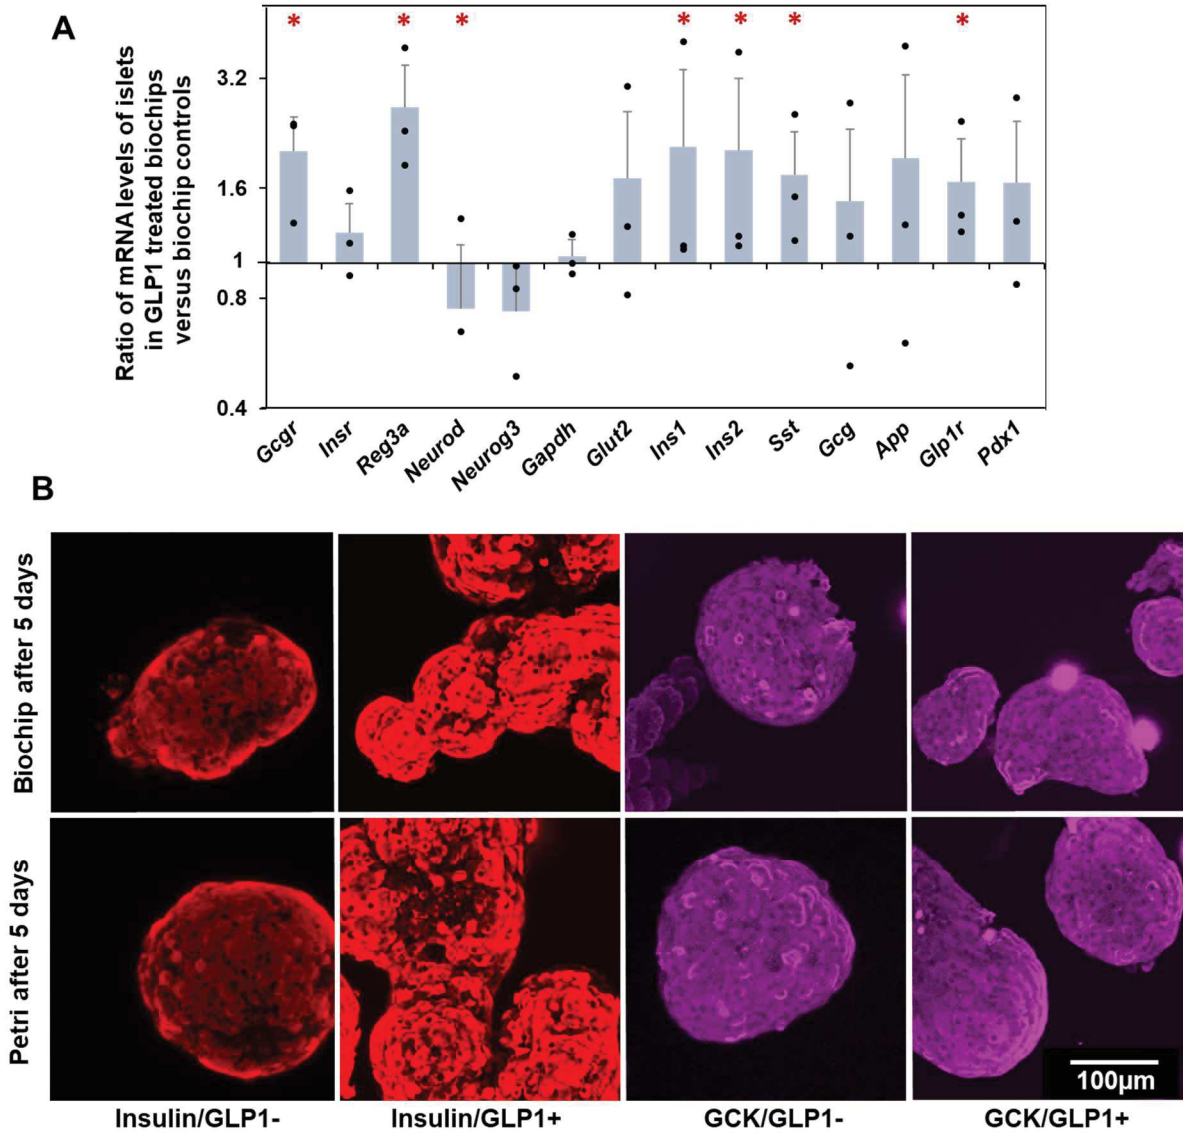 A
* * * * * * *
Ratio of mRNA levels of islets
in GLP1 treated biochips
versus biochip controls
3.2
1.6
1
0.8
0.4
Gcgr Insr Reg3a Neurod Neurog3 Gapdh Glut2 Ins1 Ins2 Sst Gcg App Glp1r Pdx1
B
Biochip after 5 days
Petri after 5 days
100µm
Insulin/GLP1- Insulin/GLP1+ GCK/GLP1- GCK/GLP1+